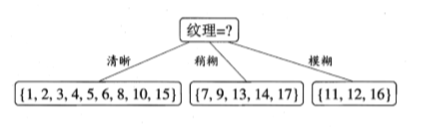 纹理=?
清晰 稍糊 模糊
{1, 2, 3, 4, 5, 6, 8, 10, 15} {7, 9, 13, 14, 17} {11, 12, 16}